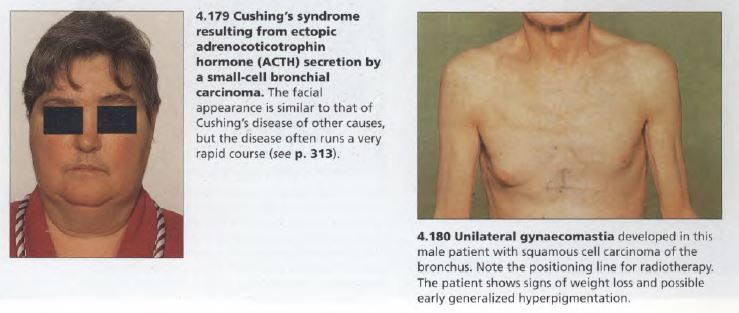 4.179 Cushing's syndrome
resulting from ectopic
adrenocoticotrophin
hormone (ACTH) secretion by
a small-cell bronchial
carcinoma. The facial
appearance is similar to that of
Cushing's disease of other causes,
but the disease often runs a very
rapid course (see p. 313).
4.180 Unilateral gynaecomastia developed in this
male patient with squamous cell carcinoma of the
bronchus. Note the positioning line for radiotherapy.
The patient shows signs of weight loss and possible
early generalized hyperpigmentation.